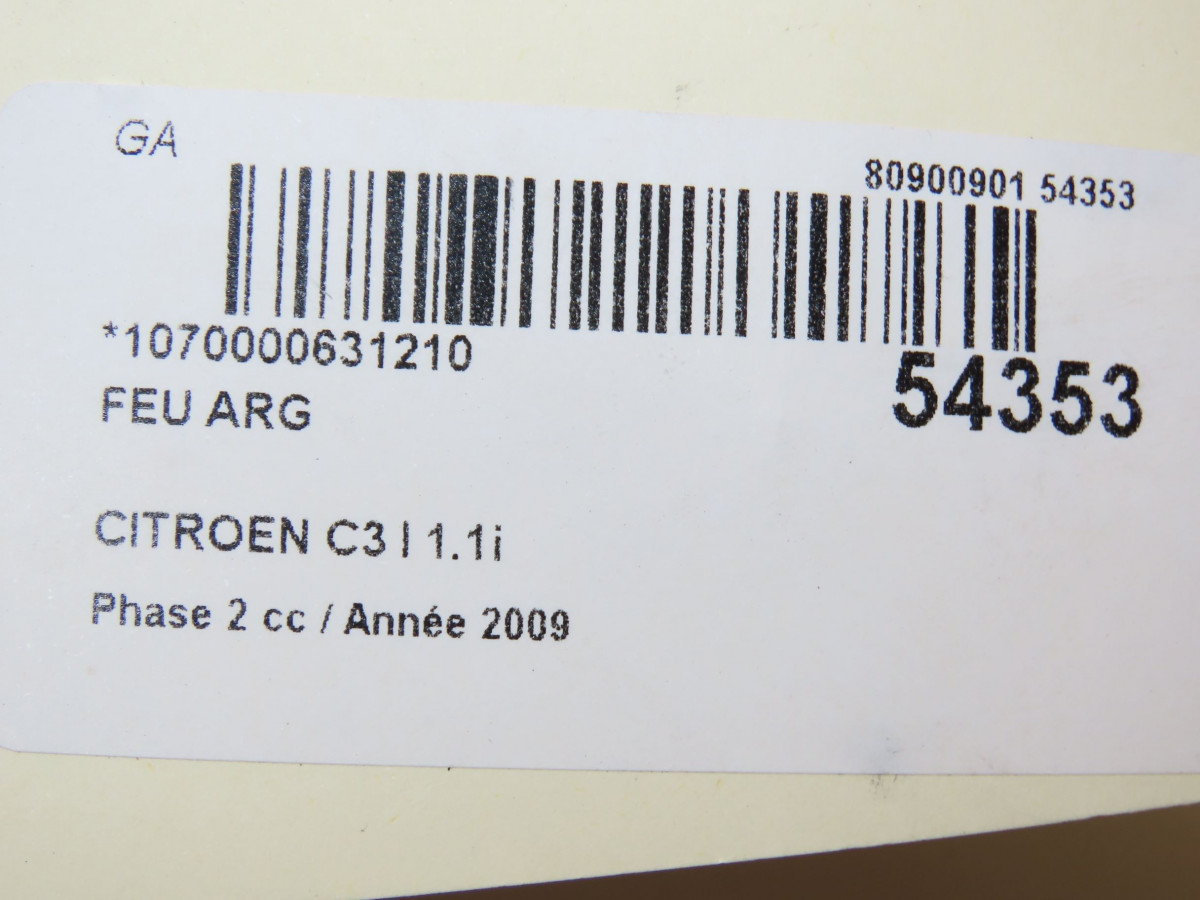 GA
80900901 54353
*1070000631210
54353
FEU ARG
CITROEN C3 I 1.1i
Phase 2 cc / Année 2009